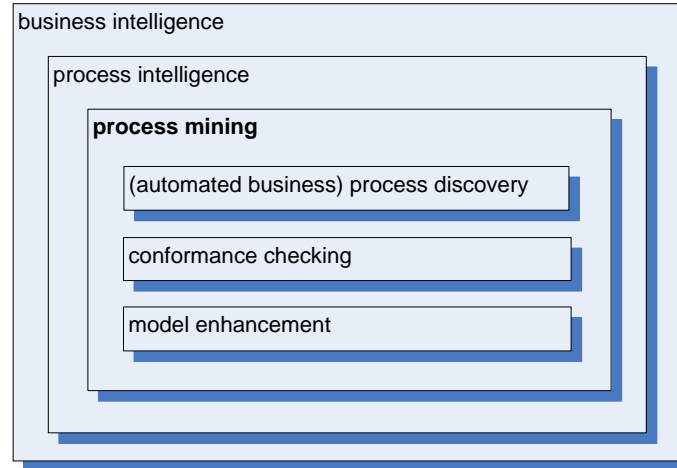 business intelligence
process intelligence
process mining
(automated business) process discovery
conformance checking
model enhancement